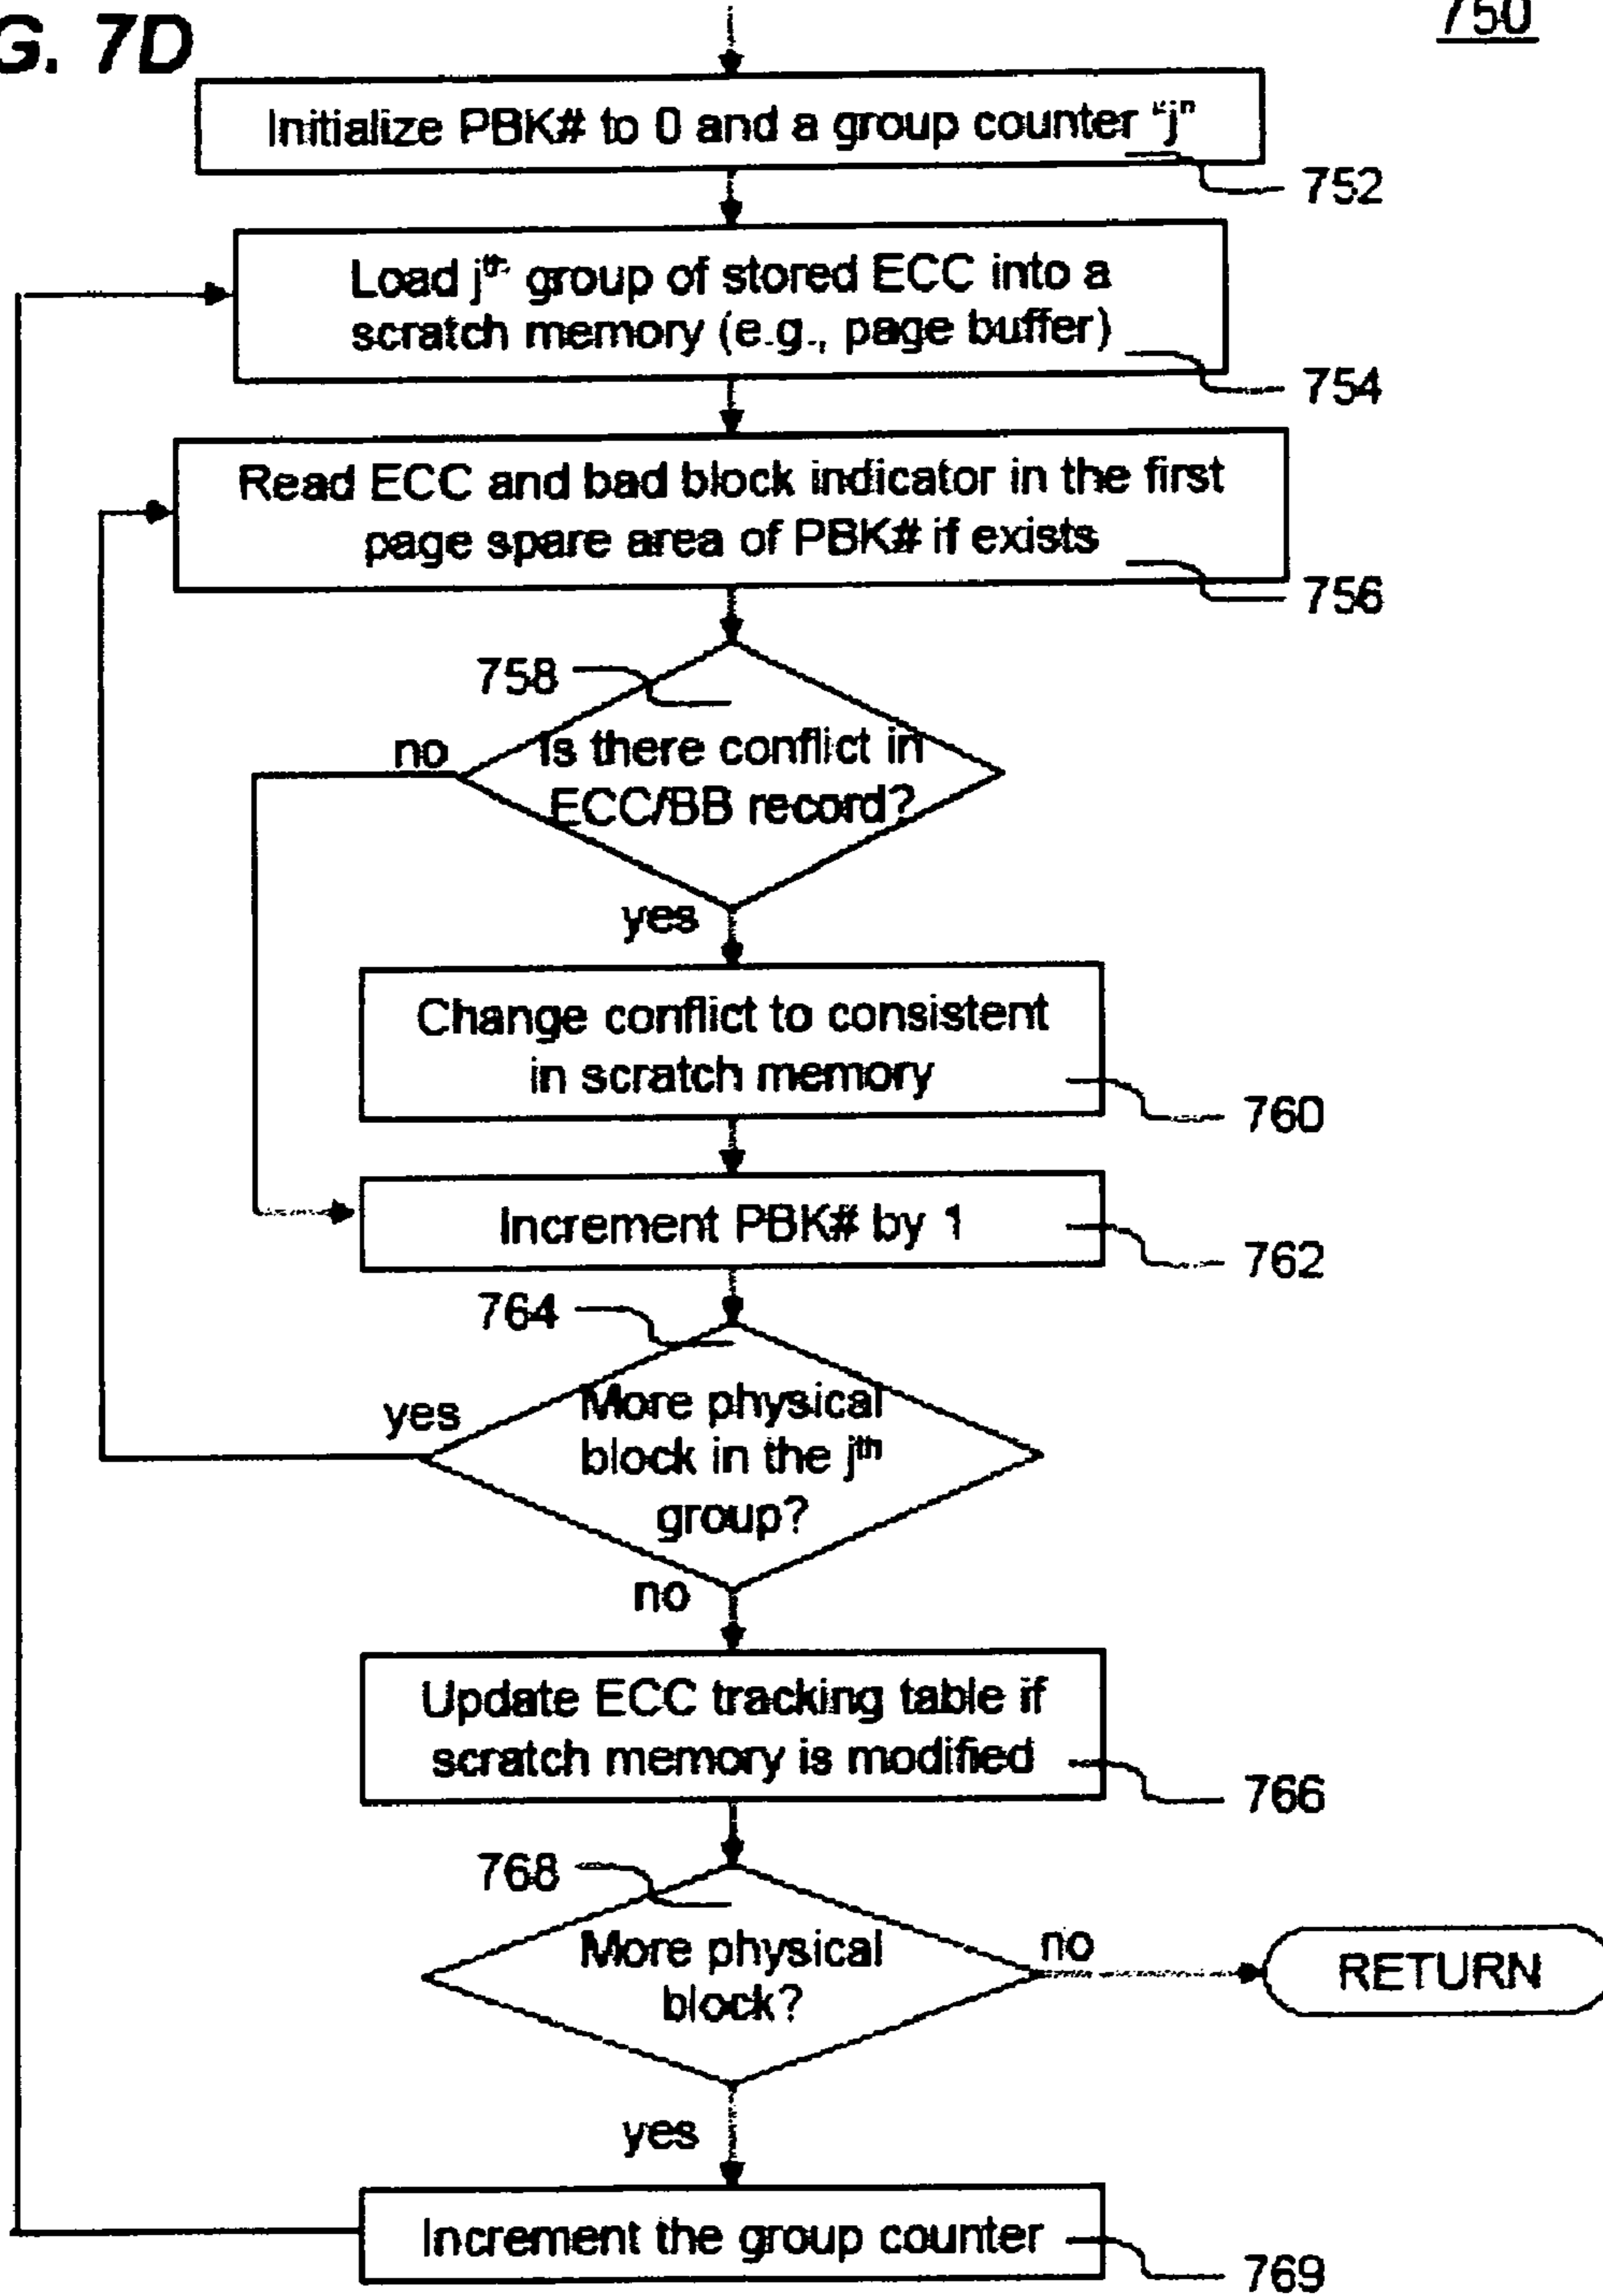 G. 7D
750
Initialize PBK# to 0 and a group counter "j"
752
Load jth group of stored ECC into a
scratch memory (e.g., page buffer)
754
Read ECC and bad block indicator in the first
page spare area of PBK# if exists
756
758
no
Is there conflict in
ECC/BB record?
yes
Change conflict to consistent
in scratch memory
760
Increment PBK# by 1
762
764
yes
More physical
block in the jth
group?
no
Update ECC tracking table if
scratch memory is modified
766
768
More physical
block?
no
RETURN
yes
Increment the group counter
769